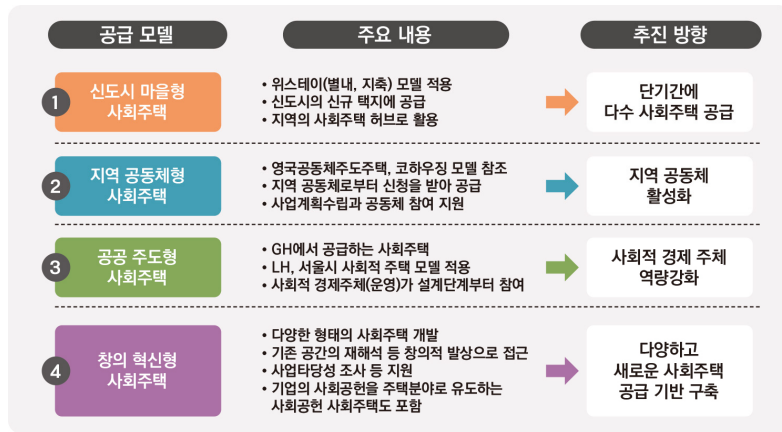 공급 모델
주요 내용
추진 방향
1
신도시 마을형
사회주택
• 위스테이(별내, 지축) 모델 적용
• 신도시의 신규 택지에 공급
• 지역의 사회주택 허브로 활용
단기간에
다수 사회주택 공급
2
지역 공동체형
사회주택
• 영국공동체주도주택, 코하우징 모델 참조
• 지역 공동체로부터 신청을 받아 공급
• 사업계획수립과 공동체 참여 지원
지역 공동체
활성화
3
공공 주도형
사회주택
• GH에서 공급하는 사회주택
• LH, 서울시 사회적 주택 모델 적용
• 사회적 경제주체(운영)가 설계단계부터 참여
사회적 경제 주체
역량강화
4
창의 혁신형
사회주택
• 다양한 형태의 사회주택 개발
• 기존 공간의 재해석 등 창의적 발상으로 접근
• 사업타당성 조사 등 지원
• 기업의 사회공헌을 주택분야로 유도하는
사회공헌 사회주택도 포함
다양하고
새로운 사회주택
공급 기반 구축